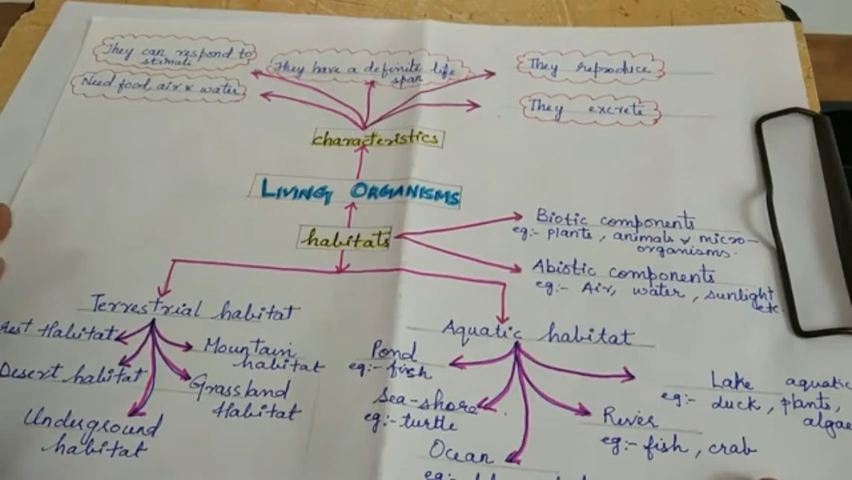 They can respond to
stimuli
They have a definite life
span
They reproduce
Need food, air & water
They excrete
characteristics
LIVING ORGANISMS
habitats
Biotic components
eg:- plants, animals & micro-
organisms.
Abiotic components
eg:- Air, water, sunlight
etc.
Terrestrial habitat
est Habitat
Mountain
habitat
Desert habitat
Grassland
Habitat
Underground
habitat
Aquatic habitat
Pond
eg:- fish
Sea-shore
eg:- turtle
Ocean
eg:-
River
eg:- fish, crab
Lake aquatic
eg:- duck, plants,
algae